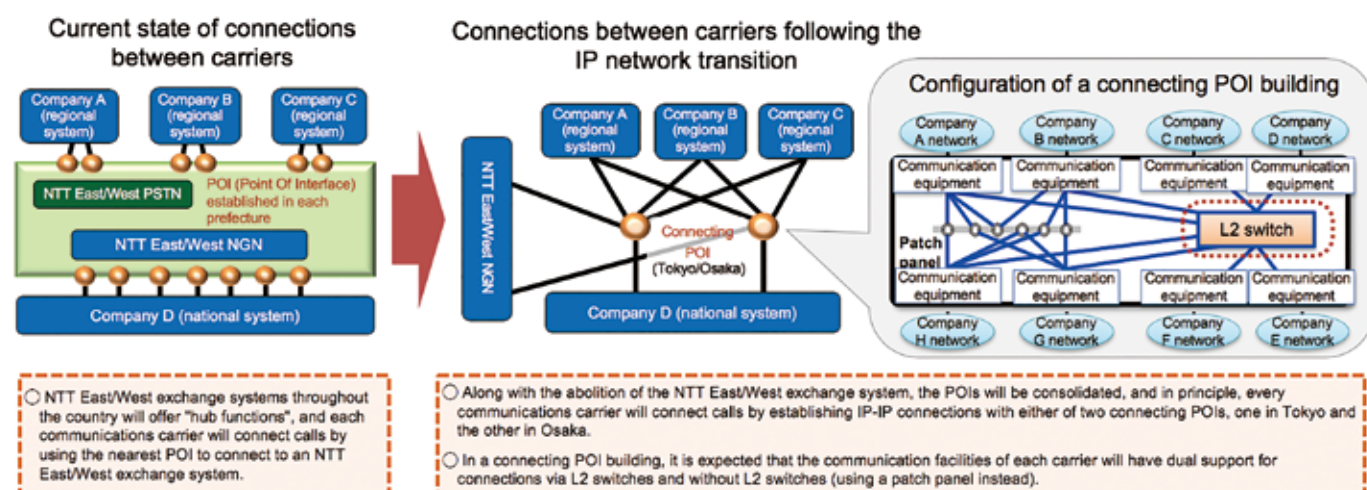 Current state of connections
between carriers
Company A
(regional
system)
Company B
(regional
system)
Company C
(regional
system)
NTT East/West PSTN
POI (Point Of Interface)
established in each
prefecture
NTT East/West NGN
Company D (national system)
○ NTT East/West exchange systems throughout
the country will offer "hub functions", and each
communications carrier will connect calls by
using the nearest POI to connect to an NTT
East/West exchange system.
Connections between carriers following the
IP network transition
Company A
(regional
system)
Company B
(regional
system)
Company C
(regional
system)
NTT East/West NGN
Connecting
POI
(Tokyo/Osaka)
Company D (national system)
Configuration of a connecting POI building
Company
A network
Company
B network
Company
C network
Company
D network
Communication
equipment
Communication
equipment
Communication
equipment
Communication
equipment
L2 switch
Patch
panel
Communication
equipment
Communication
equipment
Communication
equipment
Communication
equipment
Company
H network
Company
G network
Company
F network
Company
E network
○ Along with the abolition of the NTT East/West exchange system, the POIs will be consolidated, and in principle, every
communications carrier will connect calls by establishing IP-IP connections with either of two connecting POIs, one in Tokyo and
the other in Osaka.
○ In a connecting POI building, it is expected that the communication facilities of each carrier will have dual support for
connections via L2 switches and without L2 switches (using a patch panel instead).